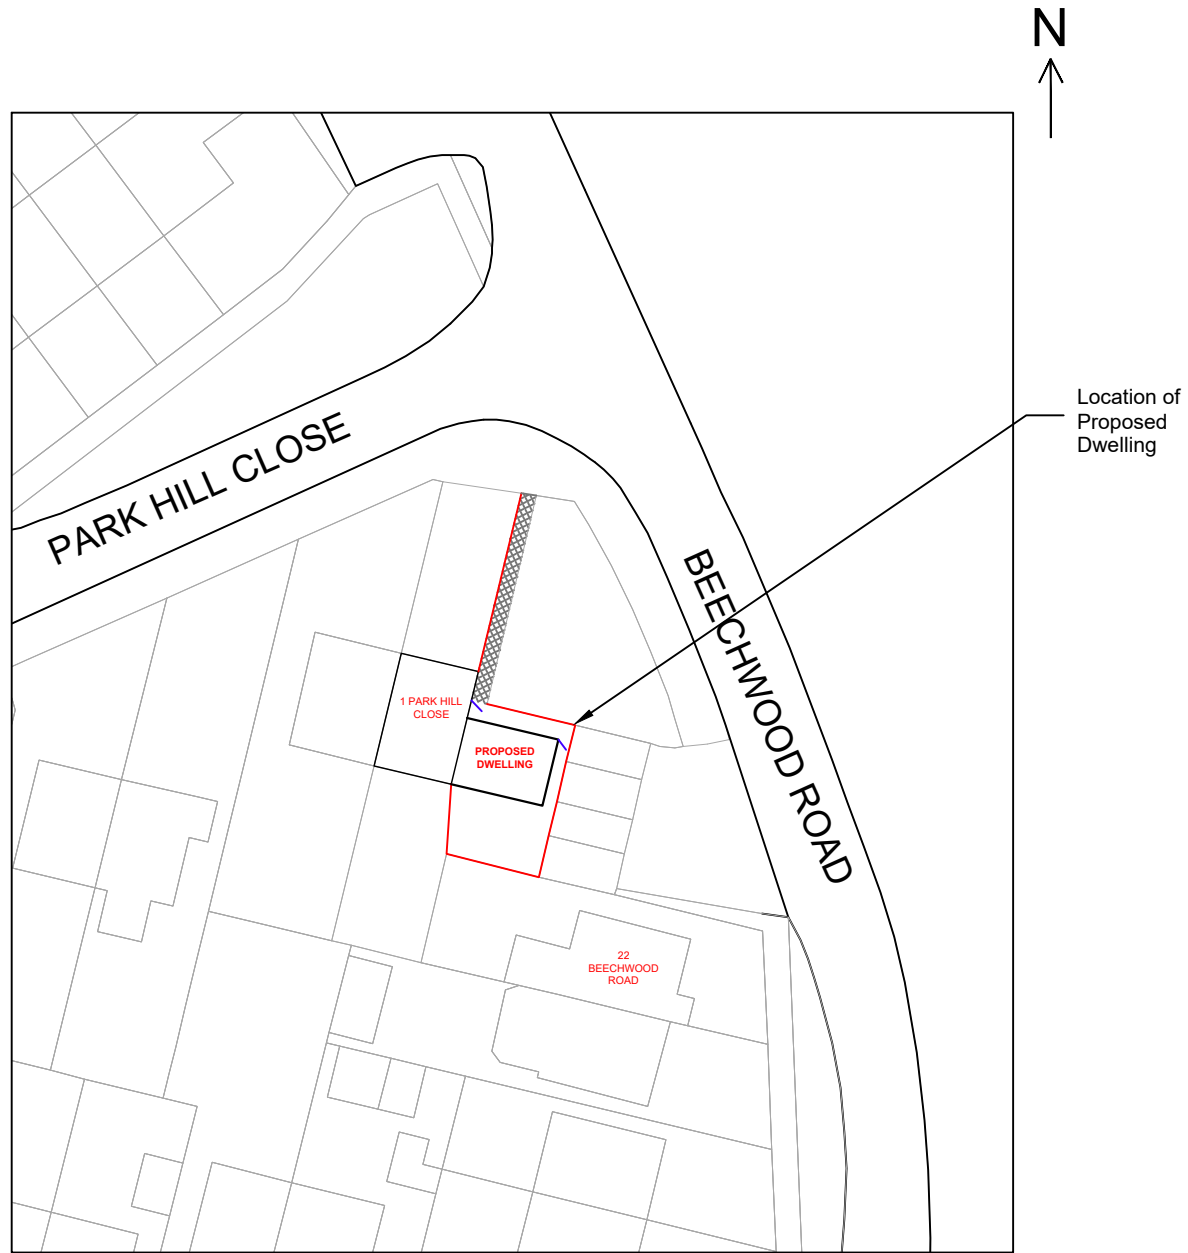 N
Location of
Proposed
Dwelling
PARK HILL CLOSE
BEECHWOOD ROAD
1 PARK HILL
CLOSE
PROPOSED
DWELLING
22
BEECHWOOD
ROAD